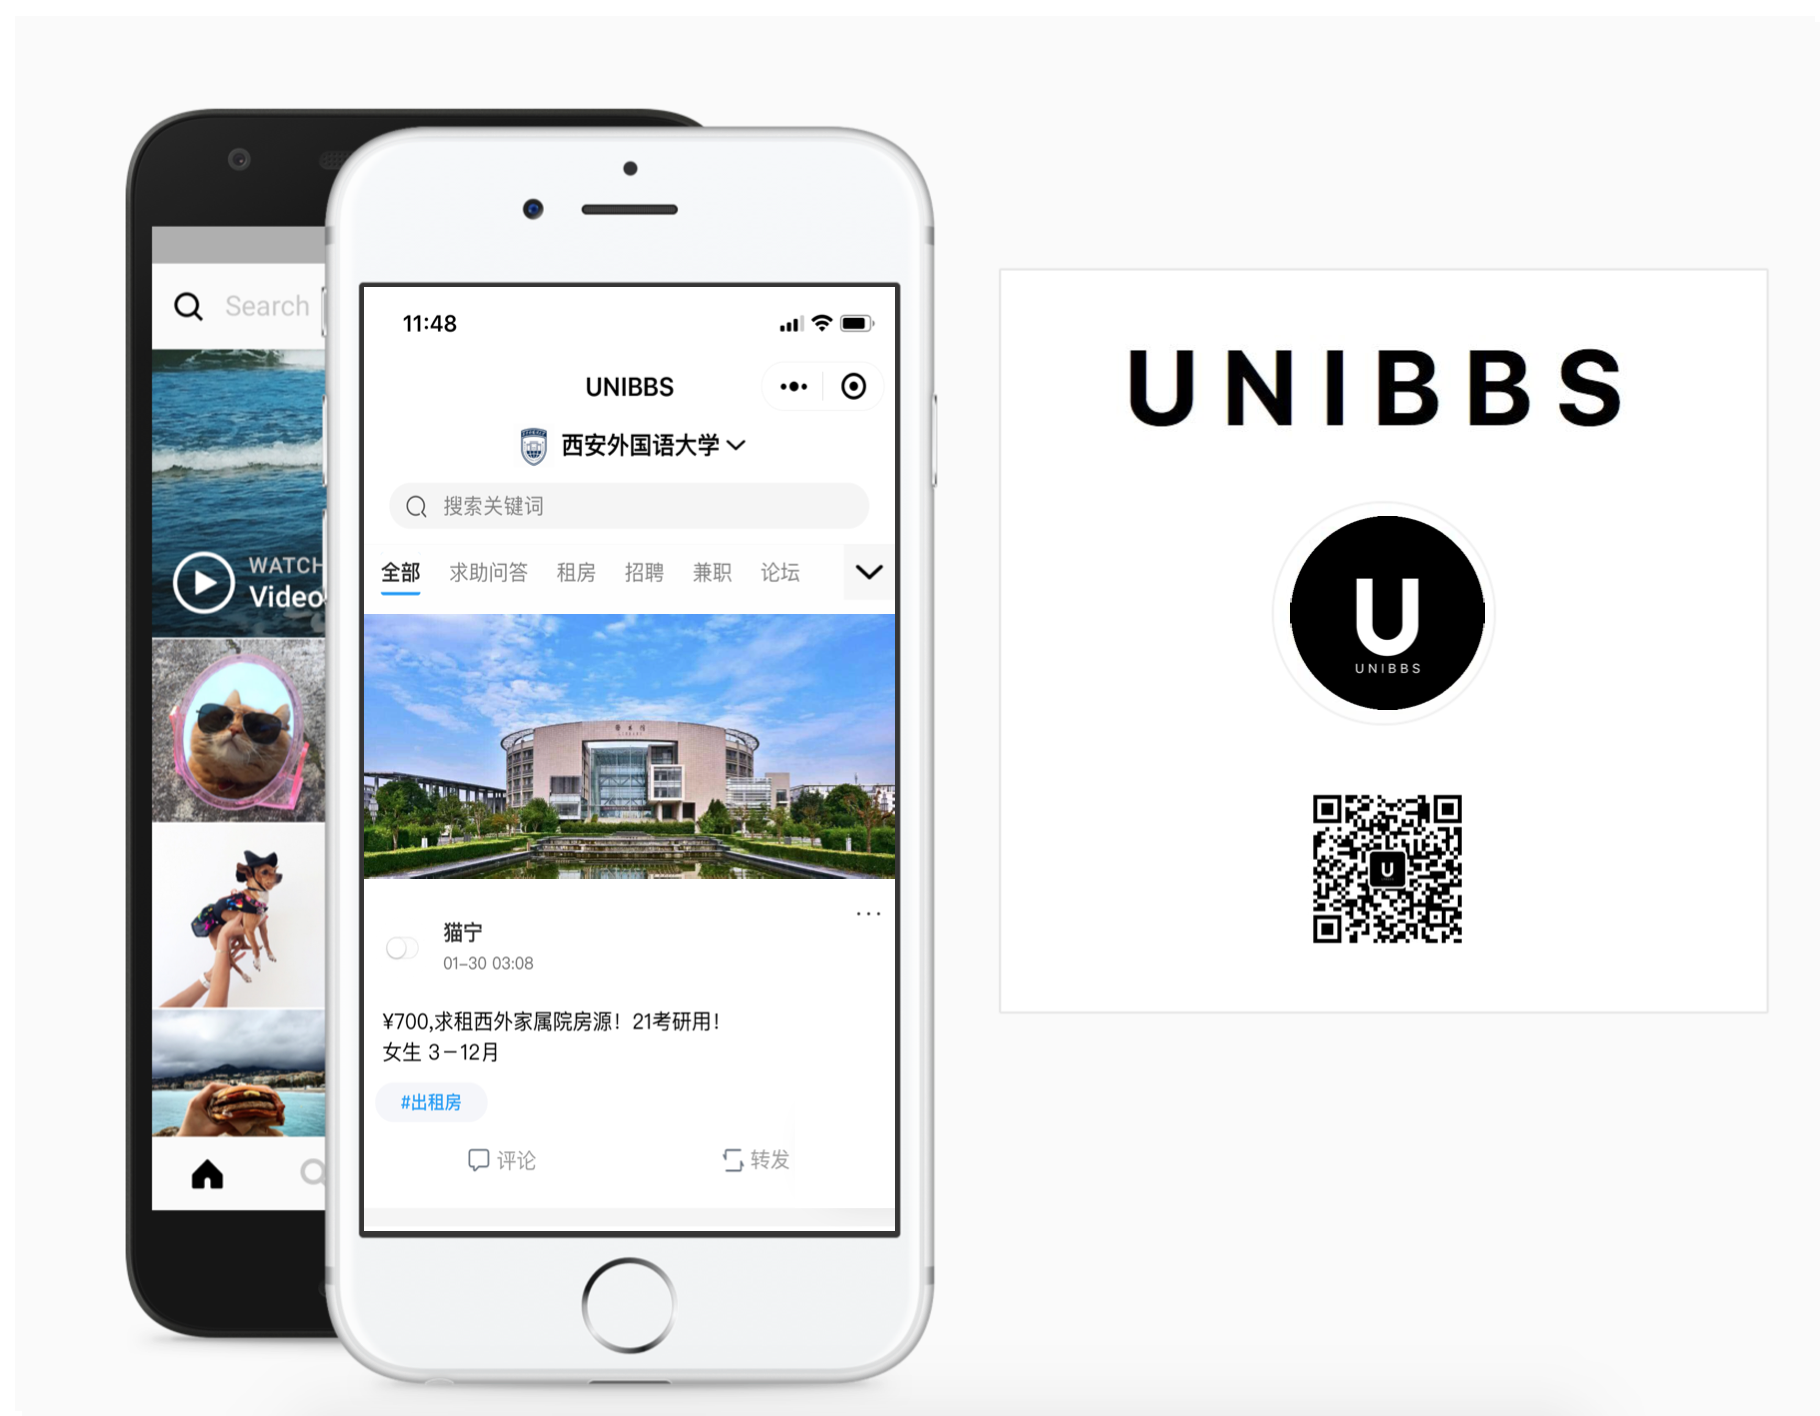 Search
WATCH
Video
11:48
UNIBBS
西安外国语大学
搜索关键词
全部 求助问答 租房 招聘 兼职 论坛
猫宁
01-30 03:08
¥700,求租西外家属院房源！21考研用！
女生 3－12月
#出租房
评论 转发
UNIBBS
U
UNIBBS
U